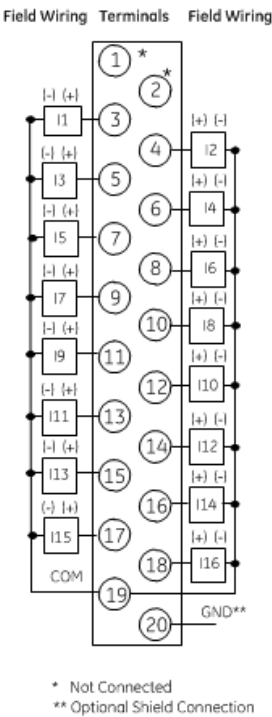 Field Wiring Terminals Field Wiring
1 *
2 *
(-) (+)
I1 3
(+) (-)
4 I2
(-) (+)
I3 5
(+) (-)
6 I4
(-) (+)
I5 7
(+) (-)
8 I6
(-) (+)
I7 9
(+) (-)
10 I8
(-) (+)
I9 11
(+) (-)
12 I10
(-) (+)
I11 13
(+) (-)
14 I12
(-) (+)
I13 15
(+) (-)
16 I14
(-) (+)
I15 17
(+) (-)
18 I16
COM
19
GND**
20
* Not Connected
** Optional Shield Connection